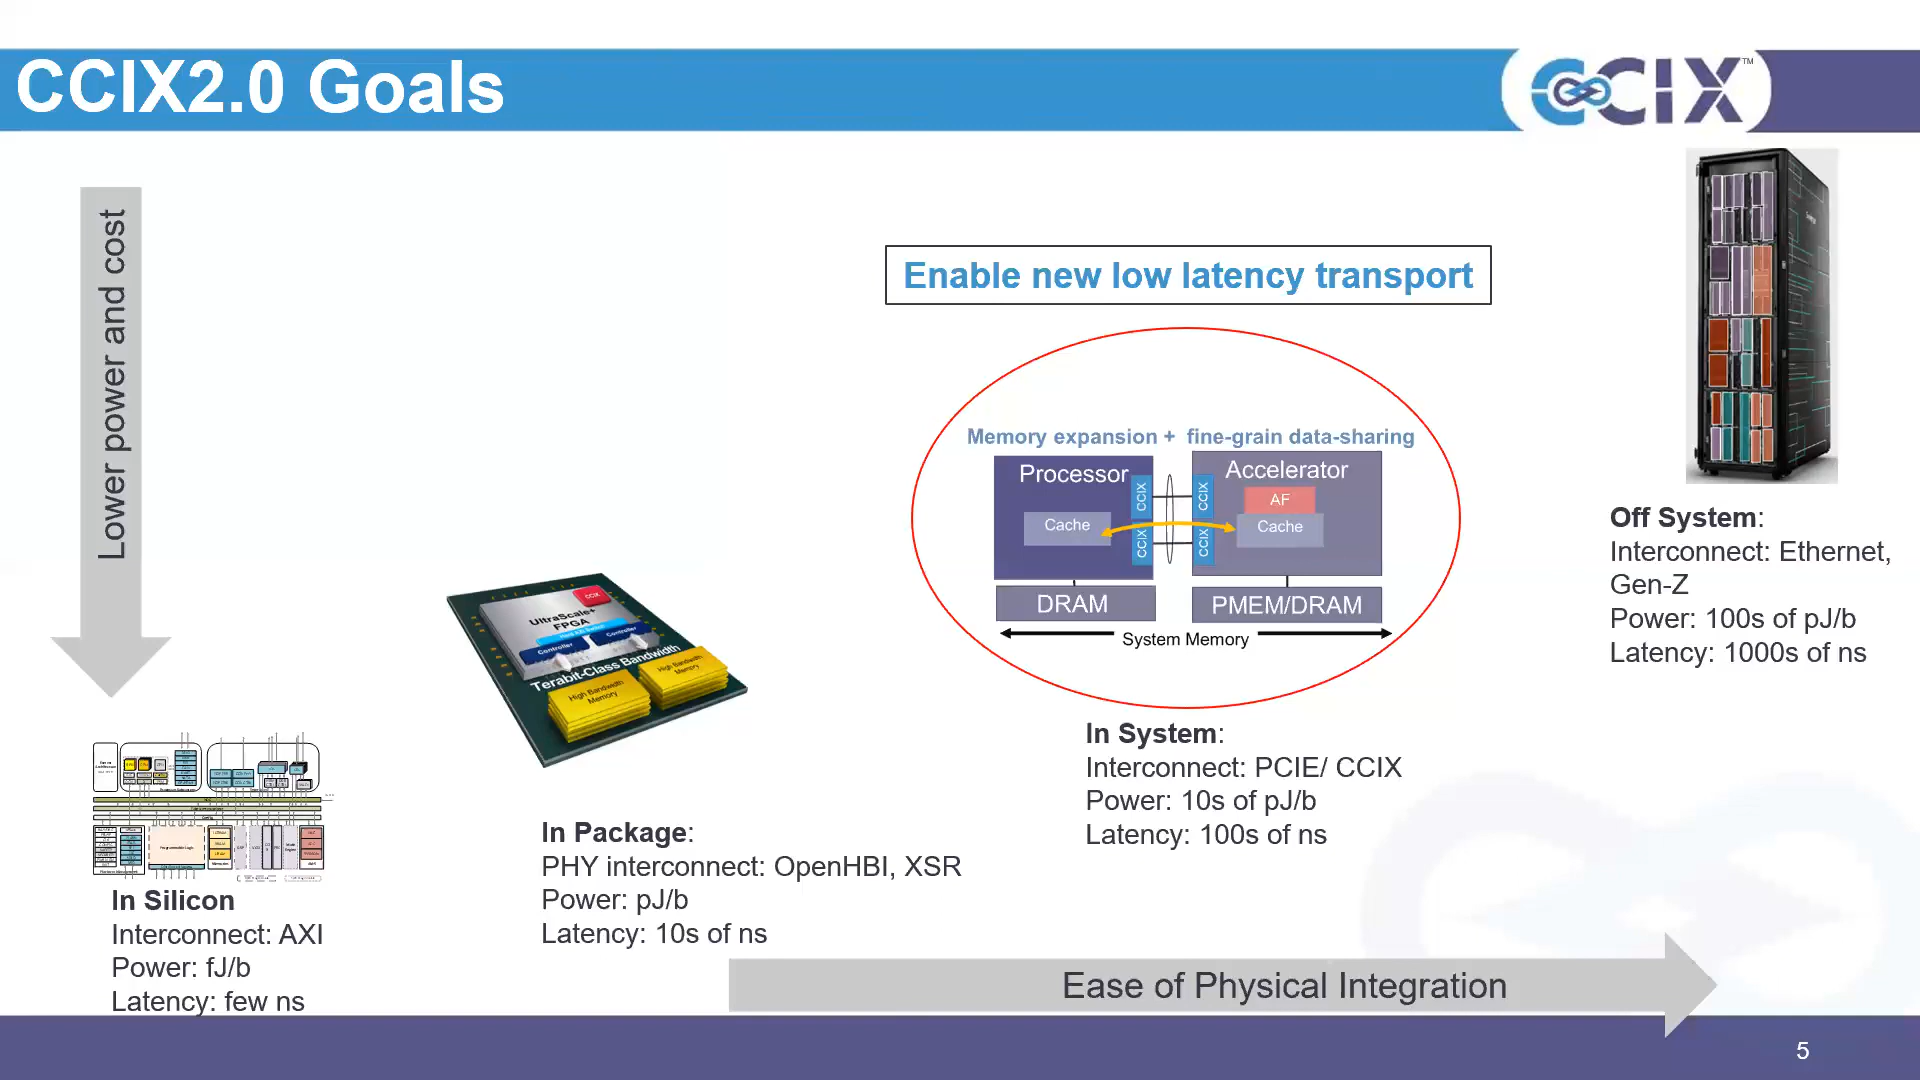 CCIX2.0 Goals
CCIX™
Lower power and cost
Enable new low latency transport
Memory expansion + fine-grain data-sharing
Processor
Cache
CCIX
CCIX
CCIX
CCIX
Accelerator
AF
Cache
DRAM
PMEM/DRAM
System Memory
Off System:
Interconnect: Ethernet,
Gen-Z
Power: 100s of pJ/b
Latency: 1000s of ns
CCIX
UltraScale+
FPGA
Controller
Controller
Terabit-Class Bandwidth
High Bandwidth
Memory
High Bandwidth
Memory
In System:
Interconnect: PCIE/ CCIX
Power: 10s of pJ/b
Latency: 100s of ns
In Package:
PHY interconnect: OpenHBI, XSR
Power: pJ/b
Latency: 10s of ns
Programmable Logic
In Silicon
Interconnect: AXI
Power: fJ/b
Latency: few ns
Ease of Physical Integration
5